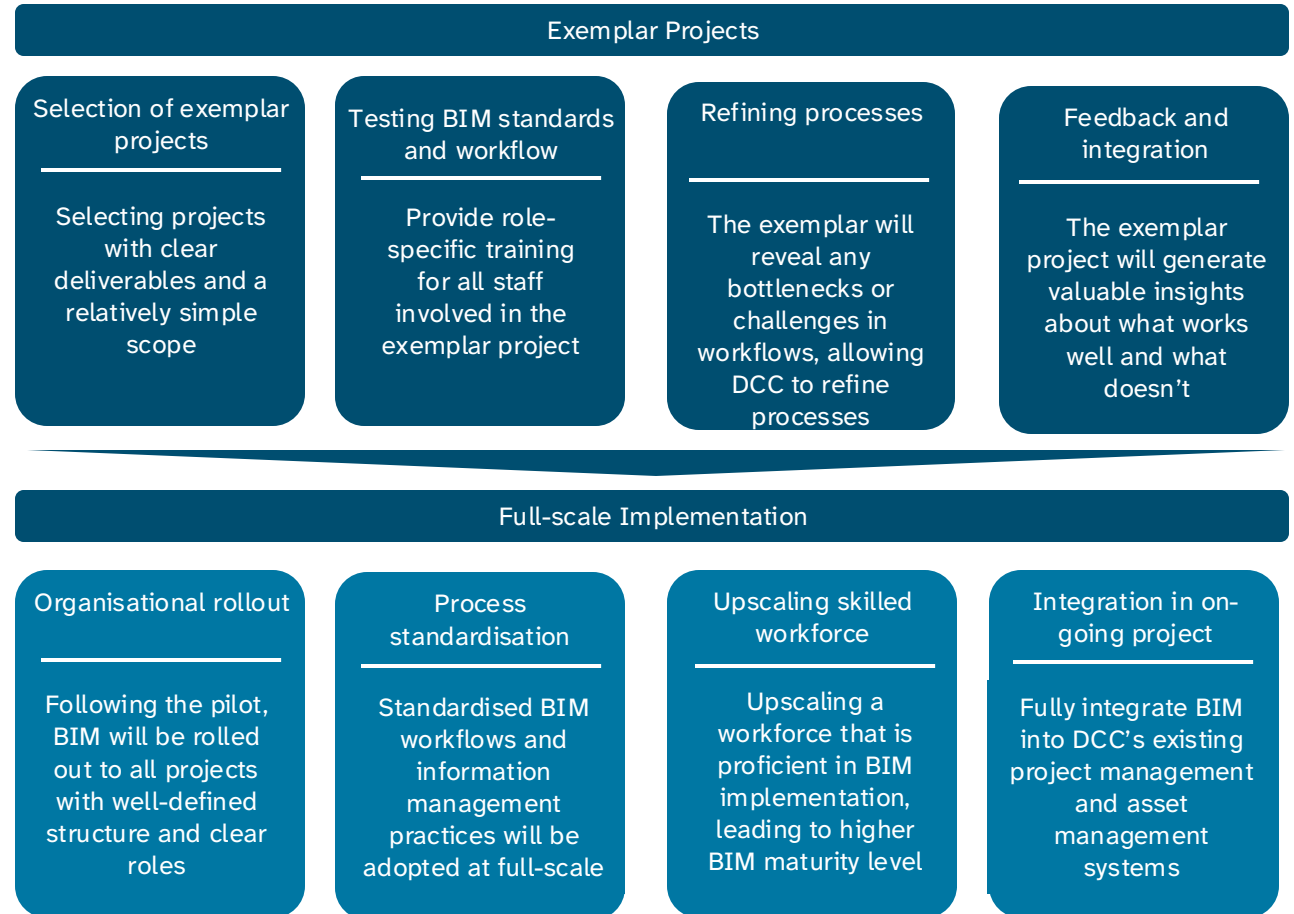 Exemplar Projects
Selection of exemplar
projects
Selecting projects
with clear
deliverables and a
relatively simple
scope
Testing BIM standards
and workflow
Provide role-
specific training
for all staff
involved in the
exemplar project
Refining processes
The exemplar will
reveal any
bottlenecks or
challenges in
workflows, allowing
DCC to refine
processes
Feedback and
integration
The exemplar
project will generate
valuable insights
about what works
well and what
doesn’t
Full-scale Implementation
Organisational rollout
Following the pilot,
BIM will be rolled
out to all projects
with well-defined
structure and clear
roles
Process
standardisation
Standardised BIM
workflows and
information
management
practices will be
adopted at full-scale
Upscaling skilled
workforce
Upscaling a
workforce that is
proficient in BIM
implementation,
leading to higher
BIM maturity level
Integration in on-
going project
Fully integrate BIM
into DCC’s existing
project management
and asset
management
systems